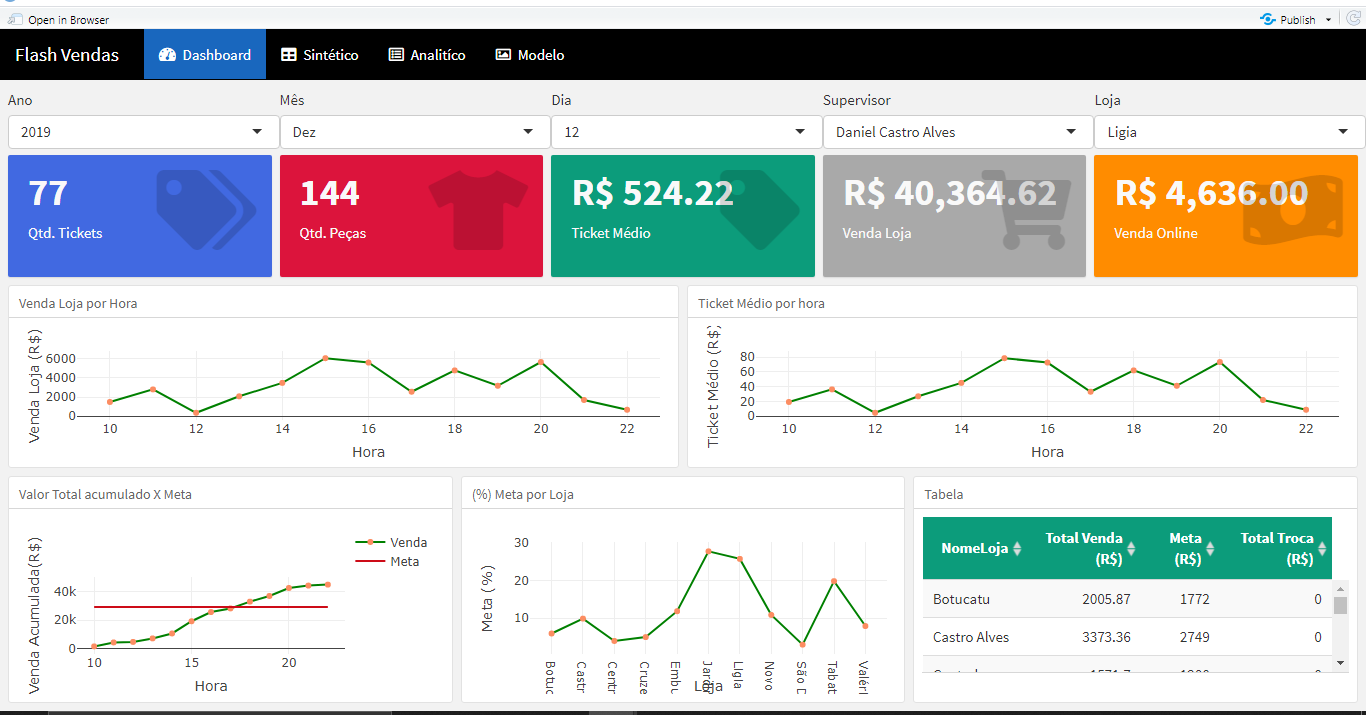 Open in Browser
Publish
Flash Vendas
Dashboard
Sintético
Analitíco
Modelo
Ano
Mês
Dia
Supervisor
Loja
2019
Dez
12
Daniel Castro Alves
Ligia
77
Qtd. Tickets
144
Qtd. Peças
R$ 524.22
Ticket Médio
R$ 40,364.62
Venda Loja
R$ 4,636.00
Venda Online
Venda Loja por Hora
Venda Loja (R$)
6000
4000
2000
0
10 12 14 16 18 20 22
Hora
Ticket Médio por hora
Ticket Médio (R$)
80
60
40
20
0
10 12 14 16 18 20 22
Hora
Valor Total acumulado X Meta
Venda Acumulada(R$)
Venda
Meta
40k
20k
0
10 15 20
Hora
(%) Meta por Loja
Meta (%)
30
20
10
Botuc
Castr
Centr
Cruze
Embu
Ligia
Novo
São D
Tabat
Valéri
Loja
Tabela
NomeLoja Total Venda (R$) Meta (R$) Total Troca (R$)
Botucatu 2005.87 1772 0
Castro Alves 3373.36 2749 0